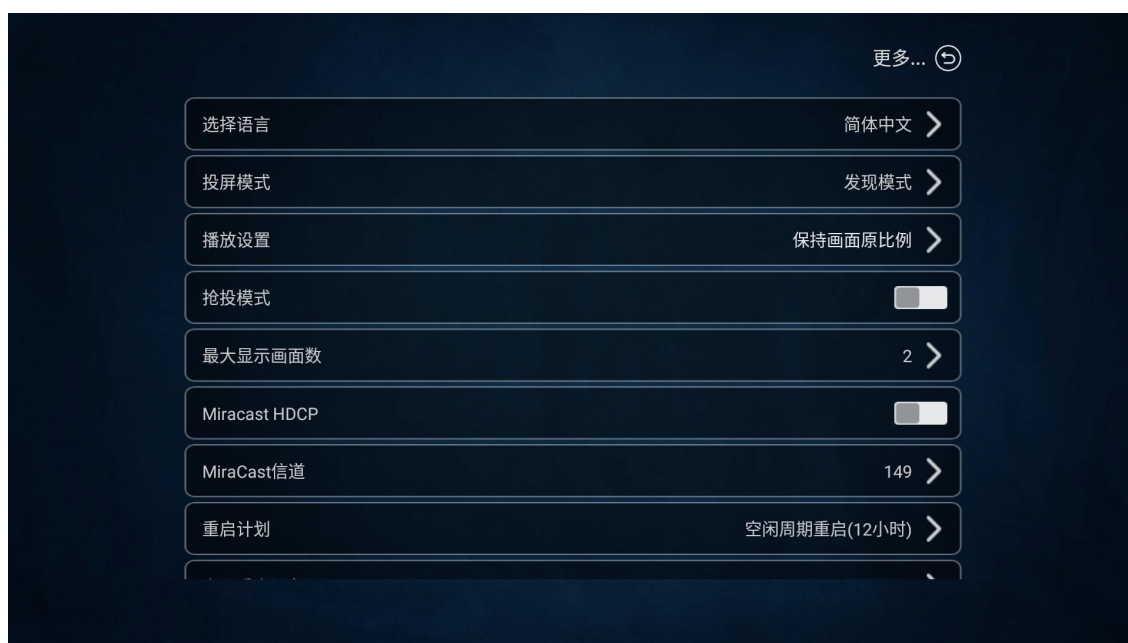 更多...
选择语言 简体中文
投屏模式 发现模式
播放设置 保持画面原比例
抢投模式
最大显示画面数 2
Miracast HDCP
MiraCast信道 149
重启计划 空闲周期重启(12小时)